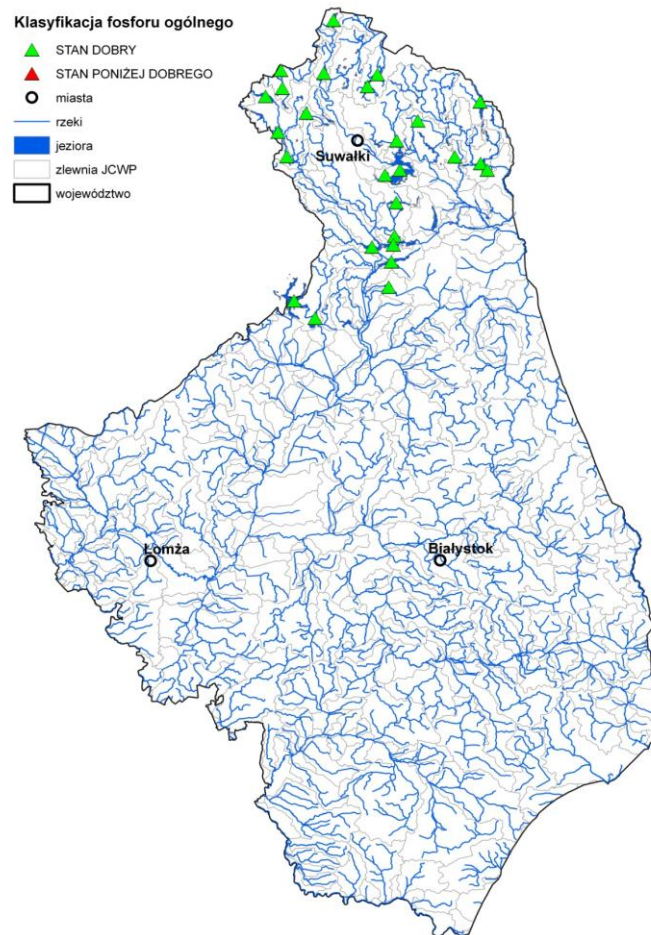 Klasyfikacja fosforu ogólnego
STAN DOBRY
STAN PONIŻEJ DOBREGO
miasta
rzeki
jeziora
zlewnia JCWP
województwo
Suwałki
Łomża
Białystok